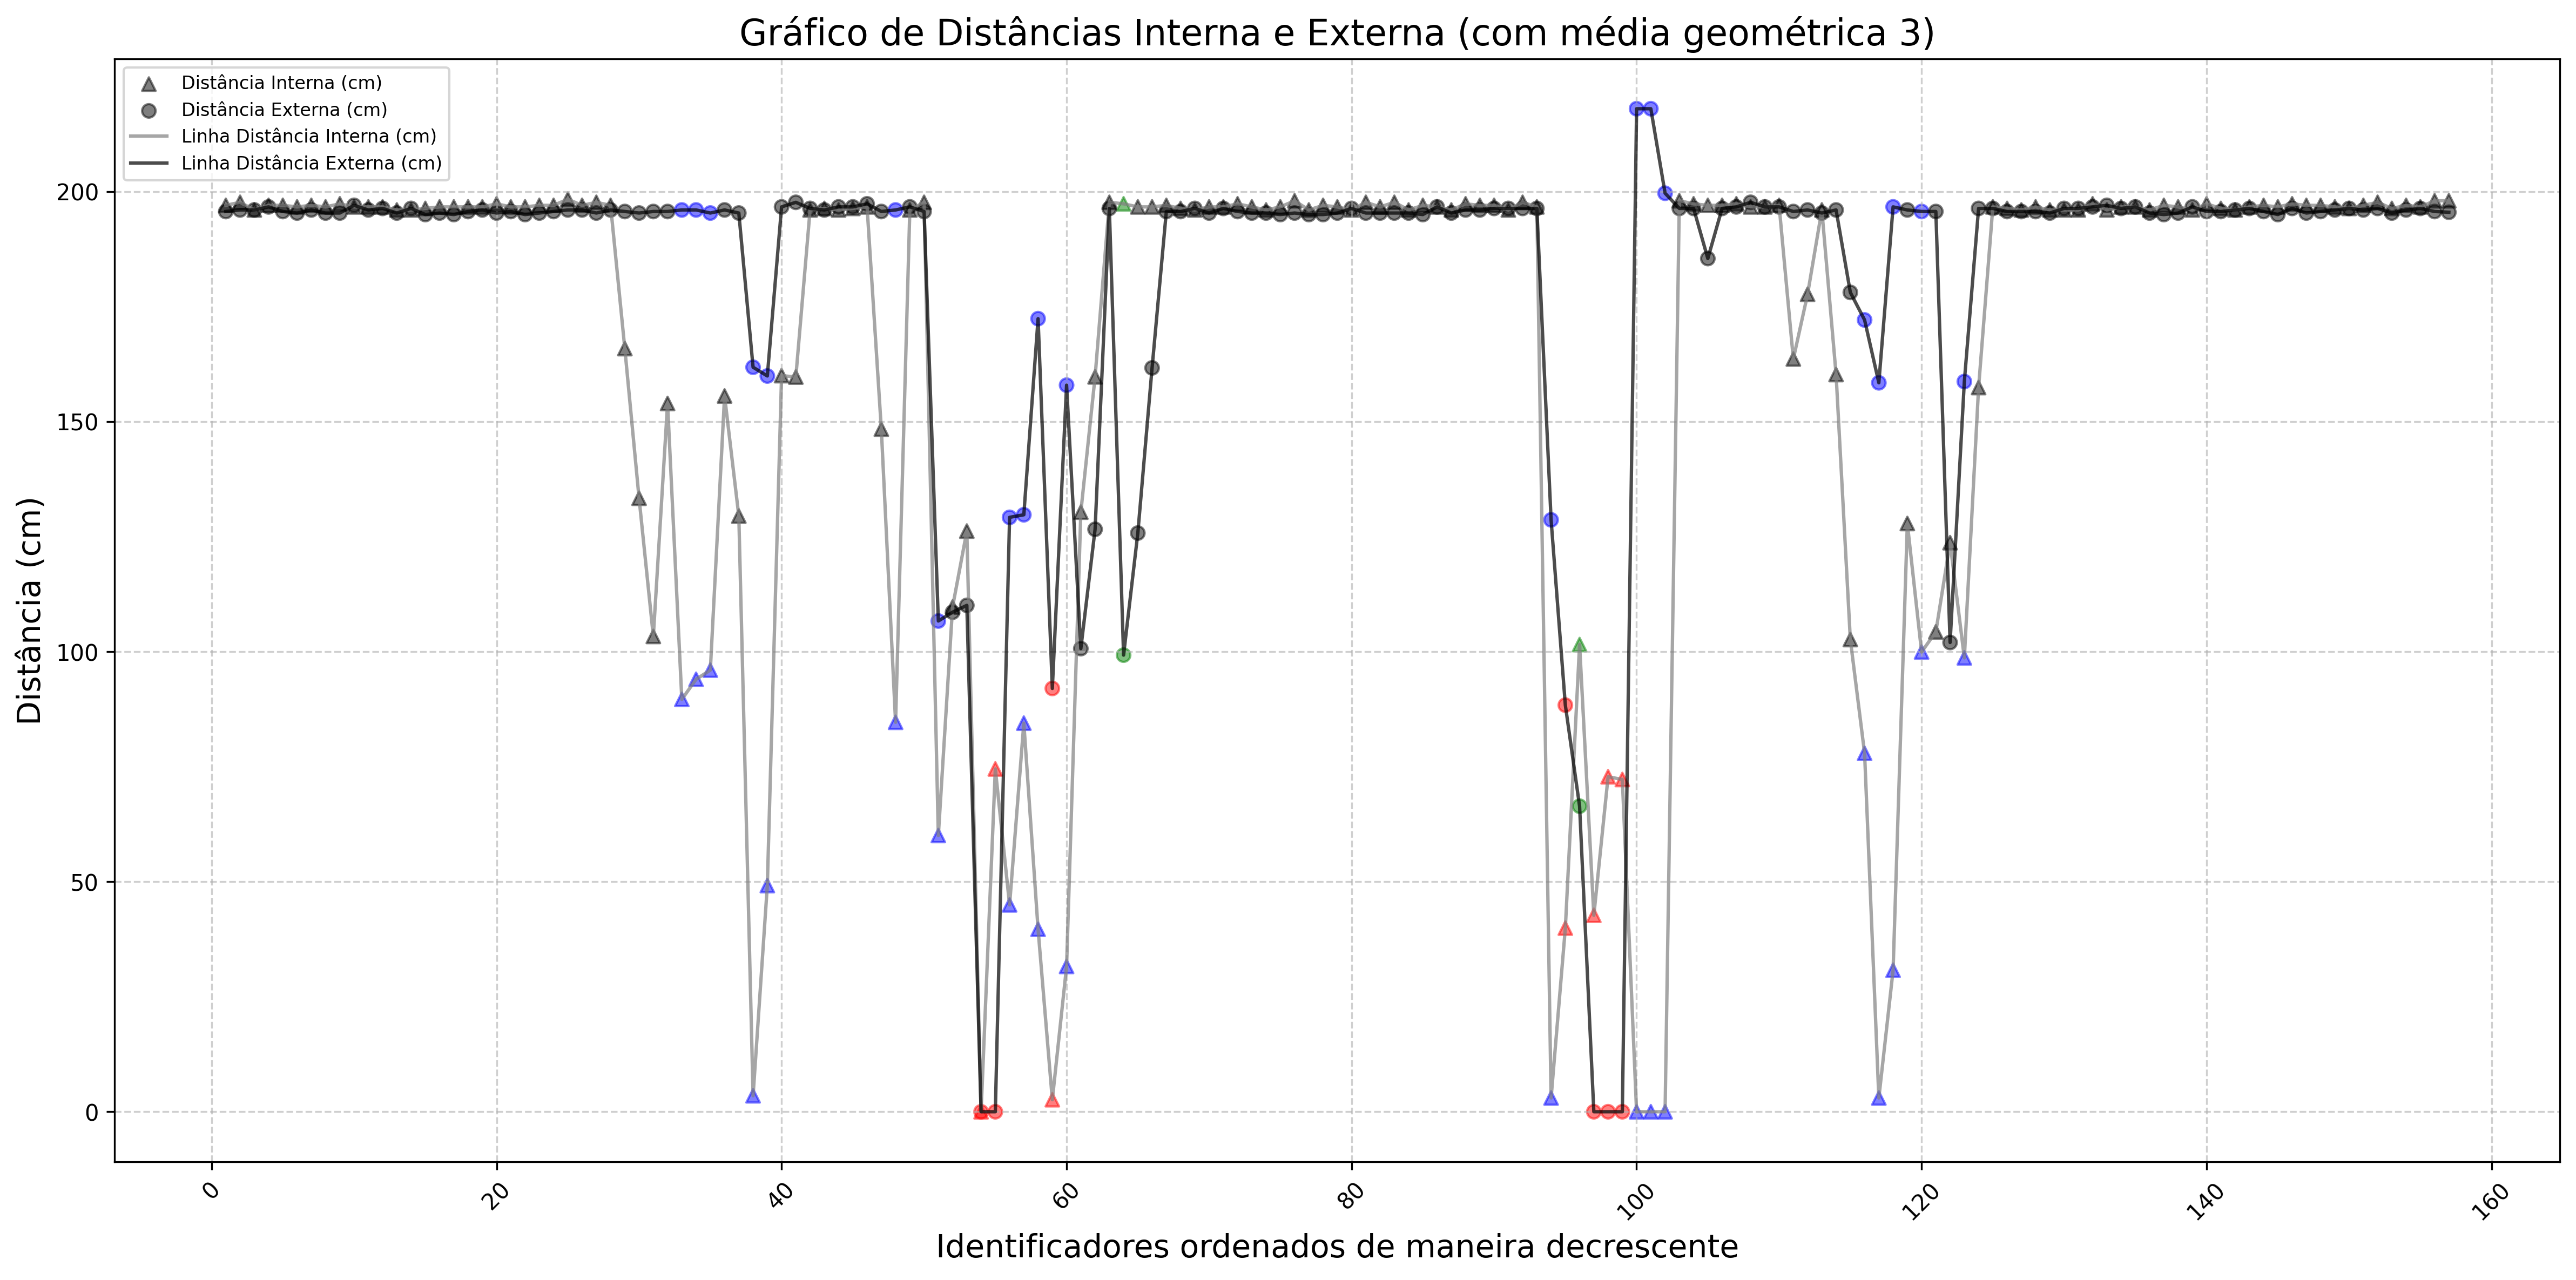 Gráfico de Distâncias Interna e Externa (com média geométrica 3)
Distância Interna (cm)
Distância Externa (cm)
Linha Distância Interna (cm)
Linha Distância Externa (cm)
Distância (cm)
200
150
100
50
0
0
20
40
60
80
100
120
140
160
Identificadores ordenados de maneira decrescente